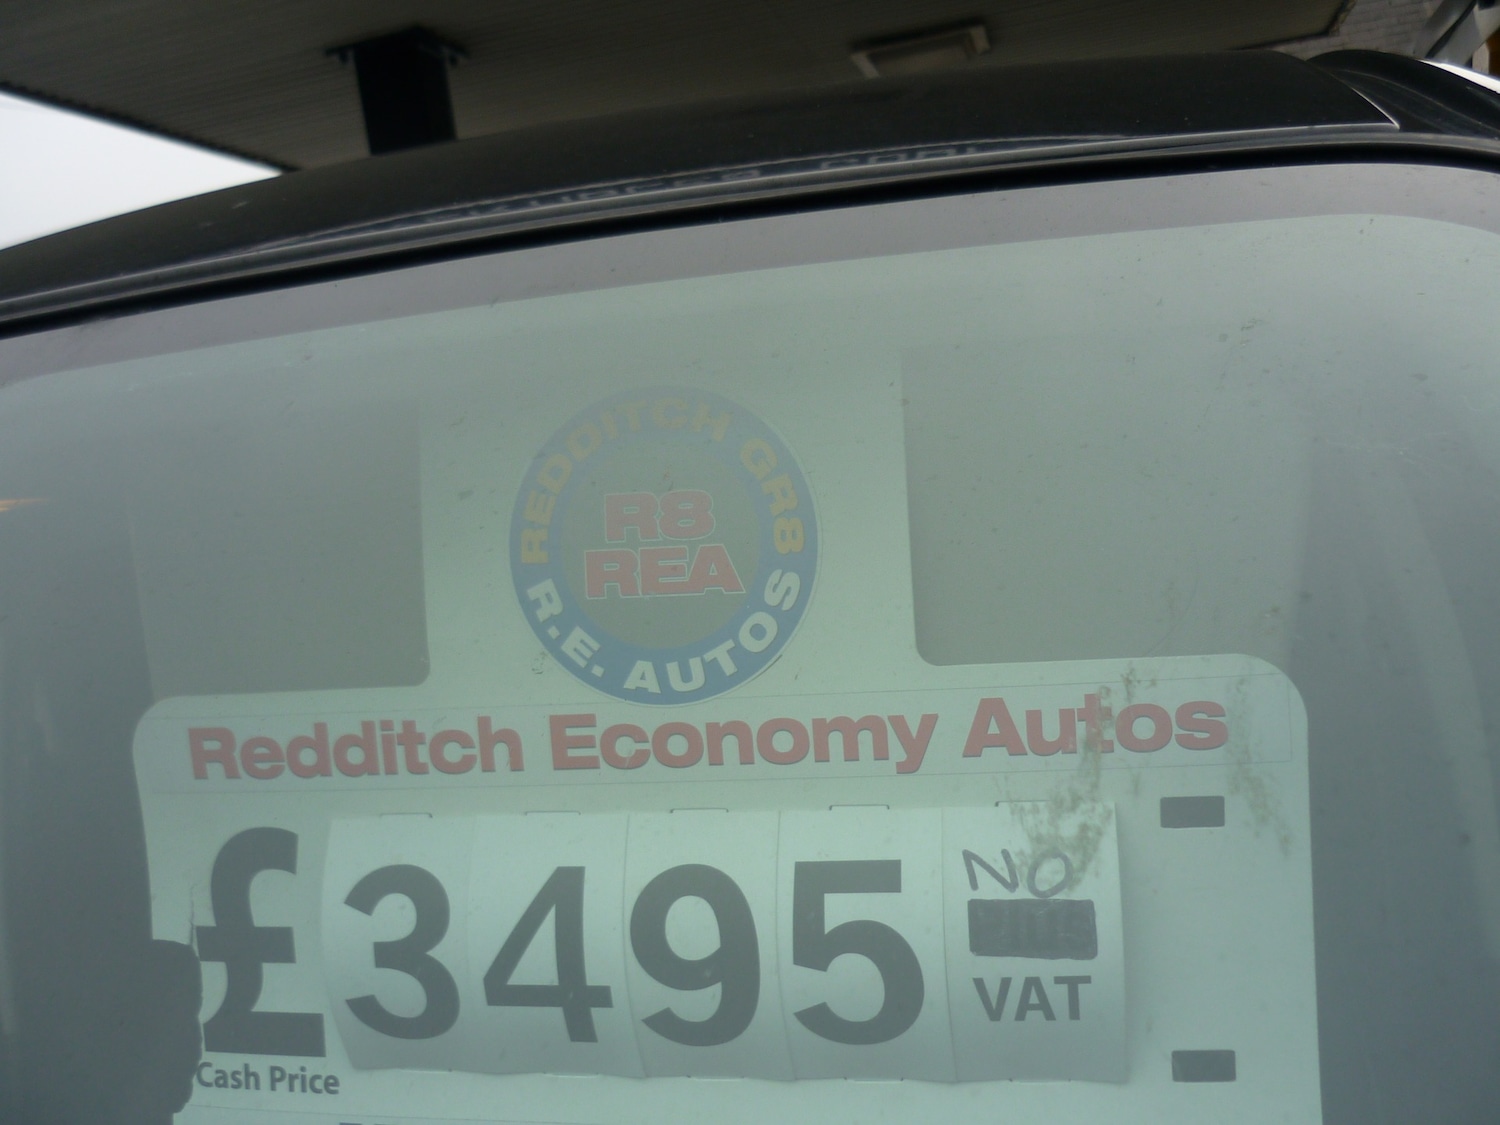 REDDITCH GR8
R8
REA
R.E. AUTOS
Redditch Economy Autos
£3495
NO
VAT
Cash Price